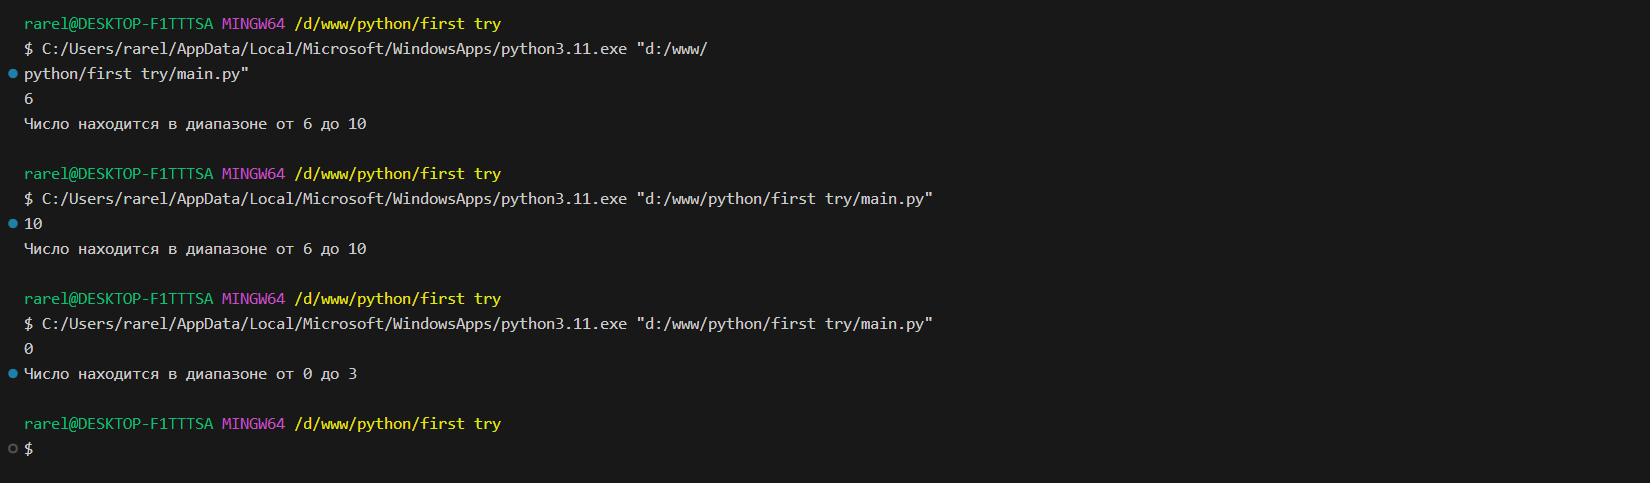 rarel@DESKTOP-F1TTTSA MINGW64 /d/www/python/first try
$ C:/Users/rarel/AppData/Local/Microsoft/WindowsApps/python3.11.exe "d:/www/
python/first try/main.py"
6
Число находится в диапазоне от 6 до 10
rarel@DESKTOP-F1TTTSA MINGW64 /d/www/python/first try
$ C:/Users/rarel/AppData/Local/Microsoft/WindowsApps/python3.11.exe "d:/www/python/first try/main.py"
10
Число находится в диапазоне от 6 до 10
rarel@DESKTOP-F1TTTSA MINGW64 /d/www/python/first try
$ C:/Users/rarel/AppData/Local/Microsoft/WindowsApps/python3.11.exe "d:/www/python/first try/main.py"
0
Число находится в диапазоне от 0 до 3
rarel@DESKTOP-F1TTTSA MINGW64 /d/www/python/first try
$